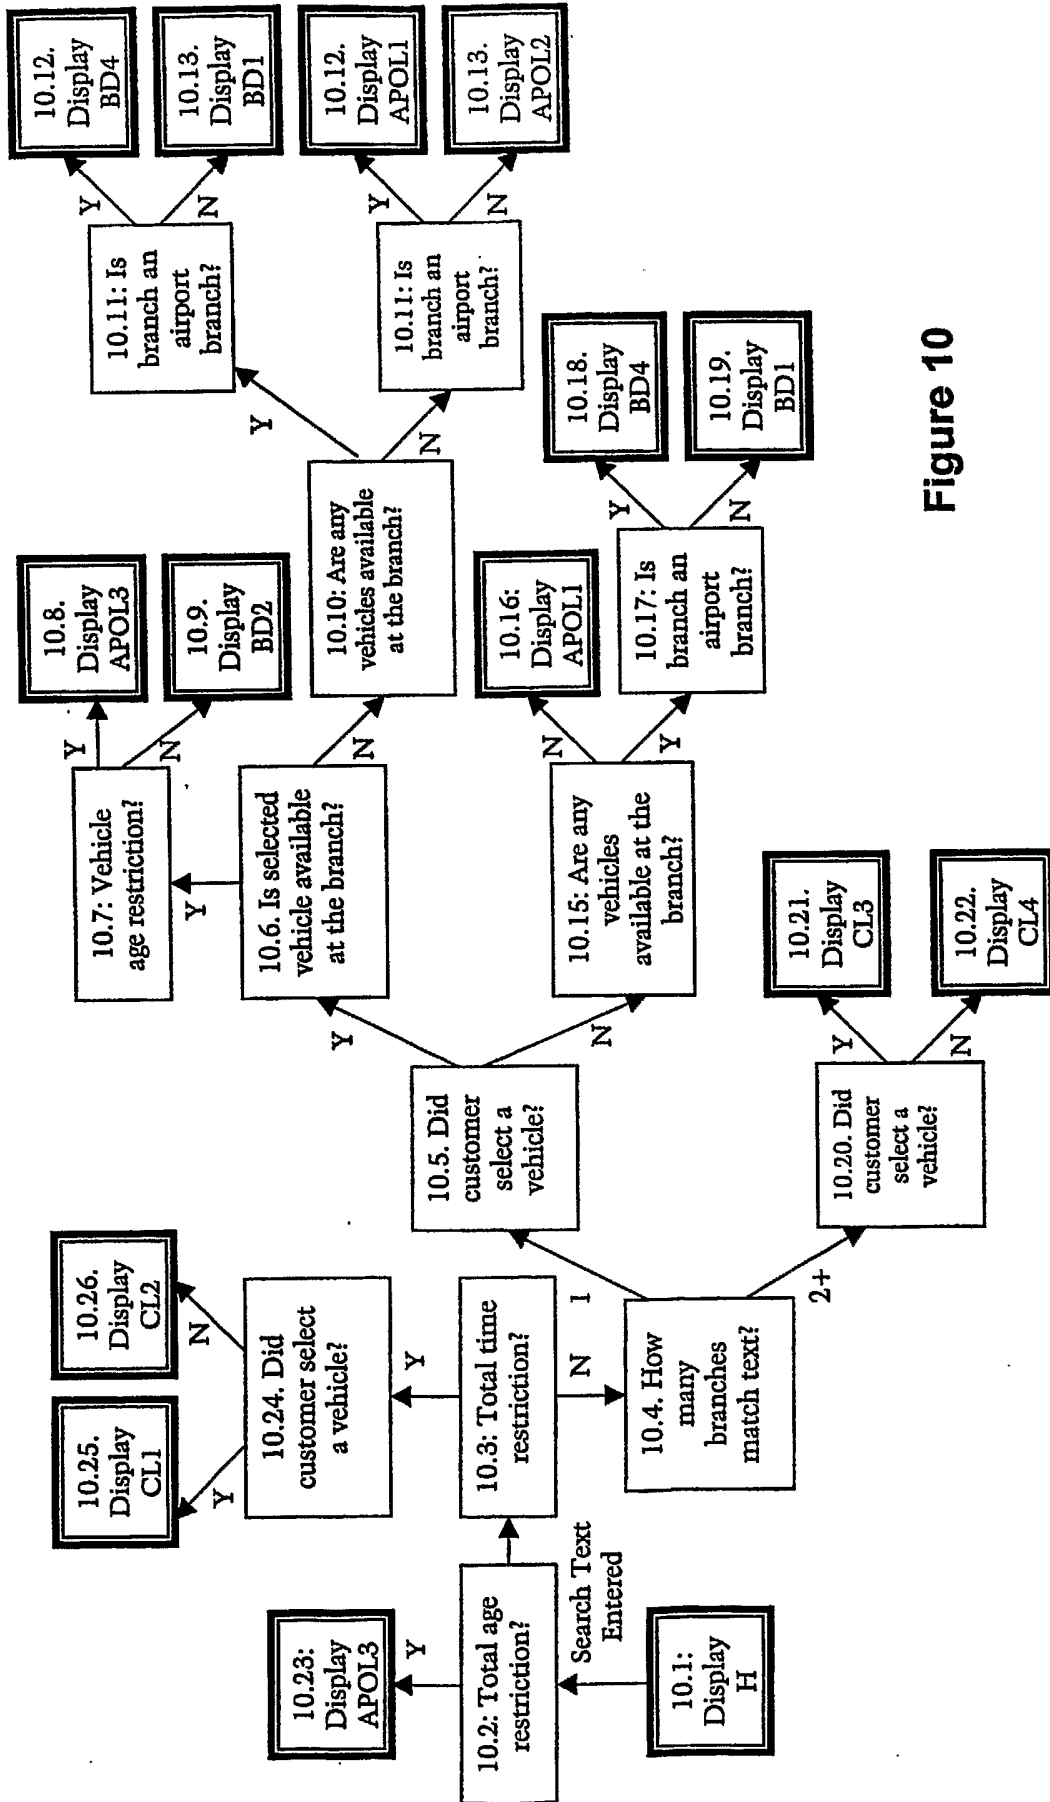 10.1:
Display
H
Search Text
Entered
10.2: Total age
restriction?
Y
10.23:
Display
APOL3
10.3: Total time
restriction?
Y
N
10.24. Did
customer select
a vehicle?
Y
N
10.25.
Display
CL1
10.26.
Display
CL2
10.4. How
many
branches
match text?
1
2+
10.5. Did
customer
select a
vehicle?
Y
N
10.6. Is selected
vehicle available
at the branch?
Y
N
10.7: Vehicle
age restriction?
Y
N
10.8.
Display
APOL3
10.9.
Display
BD2
10.10: Are any
vehicles available
at the branch?
Y
N
10.11: Is
branch an
airport
branch?
Y
N
10.12.
Display
BD4
10.13.
Display
BD1
10.11: Is
branch an
airport
branch?
Y
N
10.12.
Display
APOL1
10.13.
Display
APOL2
10.15: Are any
vehicles
available at the
branch?
N
Y
10.16:
Display
APOL1
10.17: Is
branch an
airport
branch?
Y
N
10.18.
Display
BD4
10.19.
Display
BD1
10.20. Did
customer
select a
vehicle?
Y
N
10.21.
Display
CL3
10.22.
Display
CL4
Figure 10